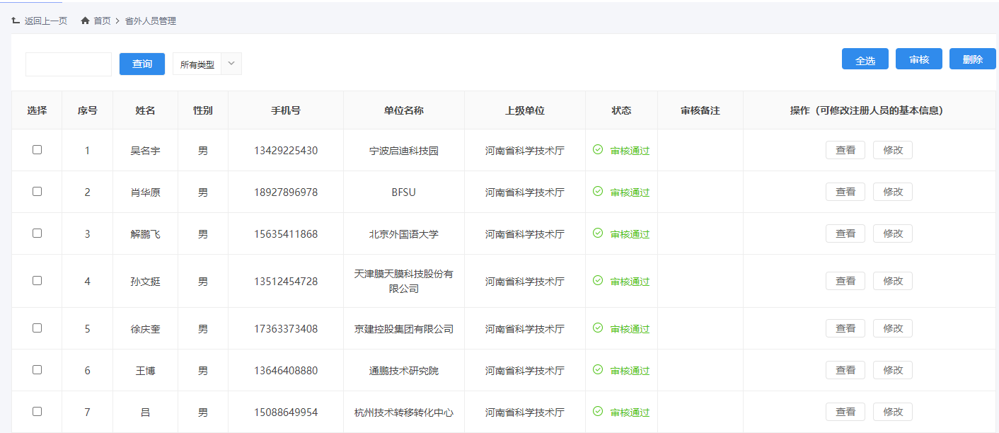 返回上一页 首页 > 省外人员管理
查询 所有类型 全选 审核 删除
选择 序号 姓名 性别 手机号 单位名称 上级单位 状态 审核备注 操作（可修改注册人员的基本信息）
1 吴名宇 男 13429225430 宁波启迪科技园 河南省科学技术厅 审核通过 查看 修改
2 肖华原 男 18927896978 BFSU 河南省科学技术厅 审核通过 查看 修改
3 解鹏飞 男 15635411868 北京外国语大学 河南省科学技术厅 审核通过 查看 修改
4 孙文挺 男 13512454728 天津膜天膜科技股份有
限公司 河南省科学技术厅 审核通过 查看 修改
5 徐庆奎 男 17363373408 京建控股集团有限公司 河南省科学技术厅 审核通过 查看 修改
6 王博 男 13646408880 通鹏技术研究院 河南省科学技术厅 审核通过 查看 修改
7 吕 男 15088649954 杭州技术转移转化中心 河南省科学技术厅 审核通过 查看 修改